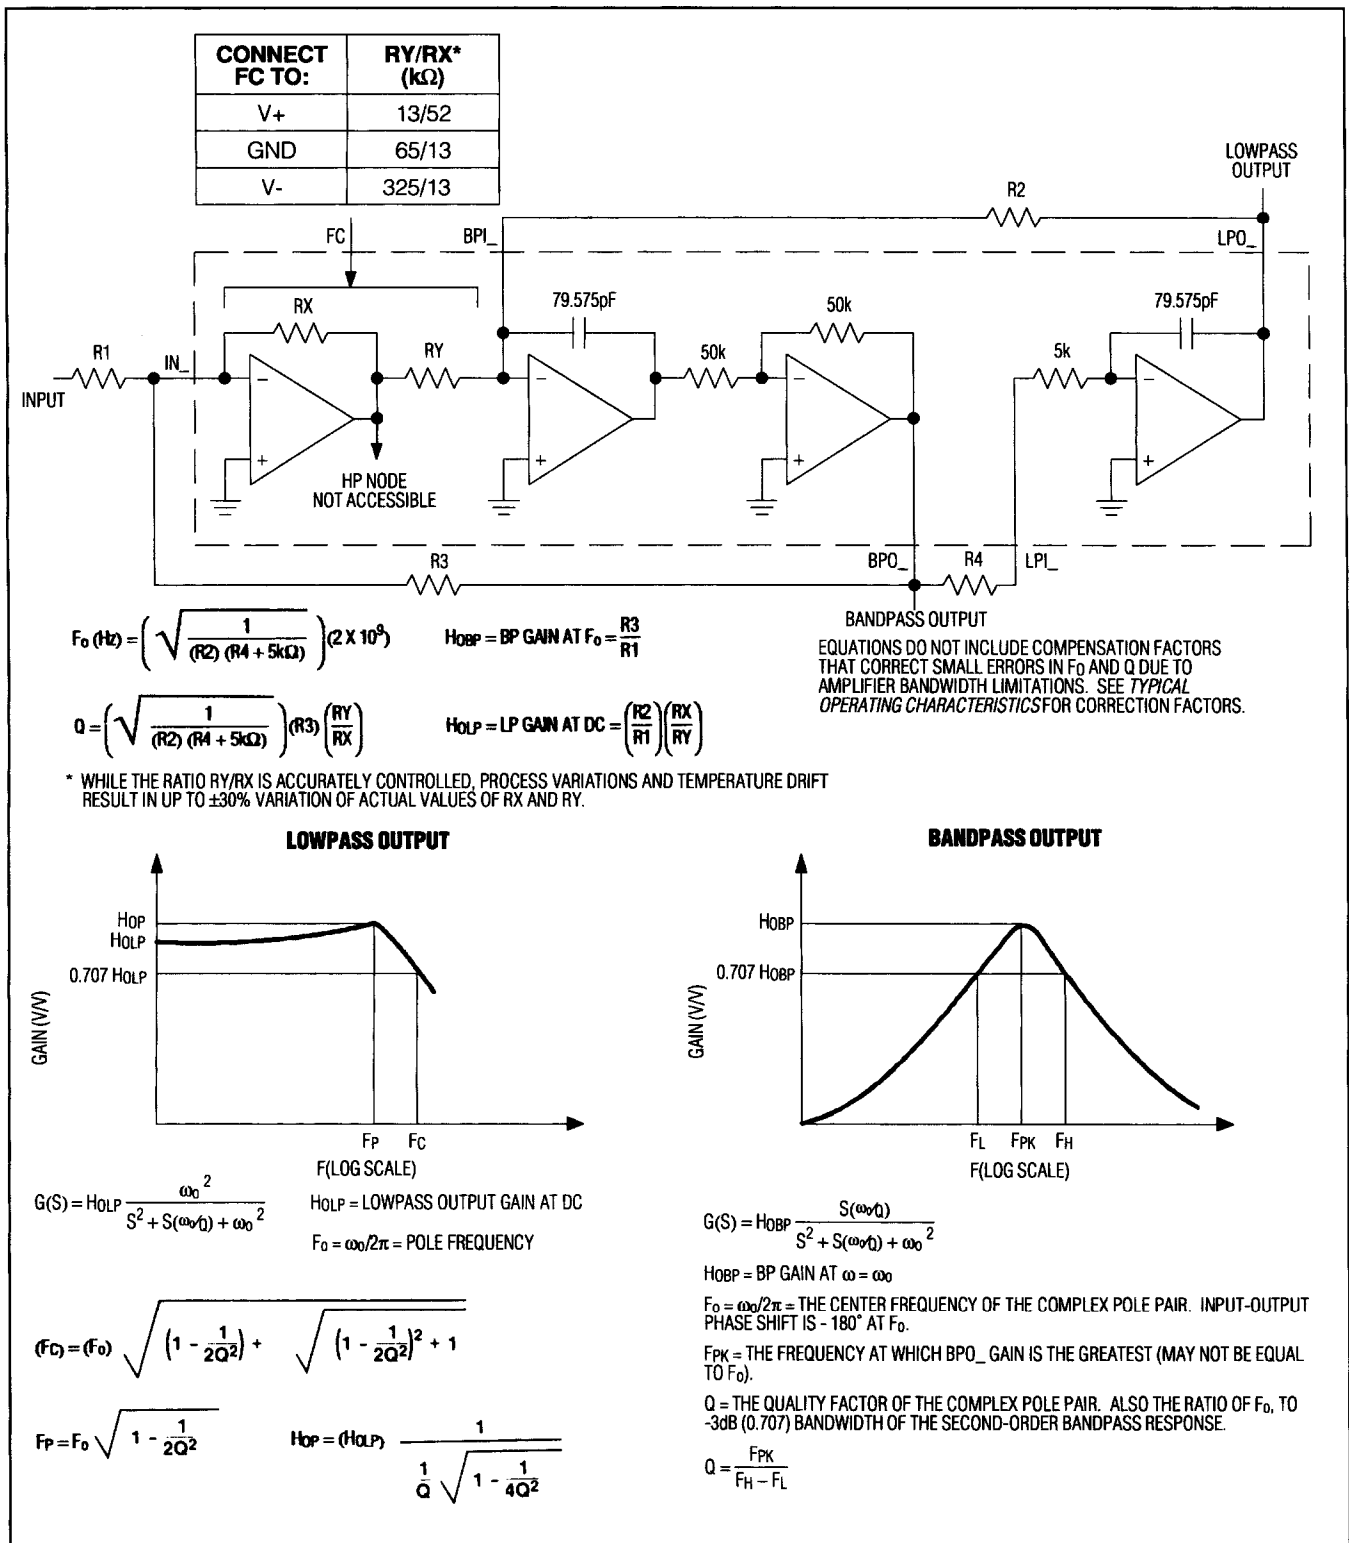 CONNECT FC TO: RY/RX* (kΩ)
V+ 13/52
GND 65/13
V- 325/13
LOWPASS
OUTPUT
R2
FC
BPI_
LPO_
RX
79.575pF
50k
79.575pF
R1
IN_
RY
50k
5k
INPUT
−
−
−
−
+
+
+
+
HP NODE
NOT ACCESSIBLE
R3
BPO_
R4
LPI_
BANDPASS OUTPUT
F₀ (Hz) = (√(1 / (R2) (R4 + 5kΩ))) (2 X 10⁹)
HOBP = BP GAIN AT F₀ = R3/R1
EQUATIONS DO NOT INCLUDE COMPENSATION FACTORS
THAT CORRECT SMALL ERRORS IN F₀ AND Q DUE TO
AMPLIFIER BANDWIDTH LIMITATIONS. SEE TYPICAL
OPERATING CHARACTERISTICS FOR CORRECTION FACTORS.
Q = (√(1 / (R2) (R4 + 5kΩ))) (R3) (RY/RX)
HOLP = LP GAIN AT DC = (R2/R1) (RX/RY)
* WHILE THE RATIO RY/RX IS ACCURATELY CONTROLLED, PROCESS VARIATIONS AND TEMPERATURE DRIFT
RESULT IN UP TO ±30% VARIATION OF ACTUAL VALUES OF RX AND RY.
LOWPASS OUTPUT
HOP
HOLP
0.707 HOLP
GAIN (V/V)
FP FC
F(LOG SCALE)
G(S) = HOLP ω₀² / (S² + S(ω₀/Q) + ω₀²)
HOLP = LOWPASS OUTPUT GAIN AT DC
F₀ = ω₀/2π = POLE FREQUENCY
(FC) = (F₀) √((1 − 1/2Q²) + √((1 − 1/2Q²)² + 1))
FP = F₀ √(1 − 1/2Q²)
HOP = (HOLP) 1 / (1/Q √(1 − 1/4Q²))
BANDPASS OUTPUT
HOBP
0.707 HOBP
GAIN (V/V)
FL FPK FH
F(LOG SCALE)
G(S) = HOBP S(ω₀/Q) / (S² + S(ω₀/Q) + ω₀²)
HOBP = BP GAIN AT ω = ω₀
F₀ = ω₀/2π = THE CENTER FREQUENCY OF THE COMPLEX POLE PAIR. INPUT-OUTPUT
PHASE SHIFT IS - 180° AT F₀.
FPK = THE FREQUENCY AT WHICH BPO_ GAIN IS THE GREATEST (MAY NOT BE EQUAL
TO F₀).
Q = THE QUALITY FACTOR OF THE COMPLEX POLE PAIR. ALSO THE RATIO OF F₀, TO
-3dB (0.707) BANDWIDTH OF THE SECOND-ORDER BANDPASS RESPONSE.
Q = FPK / (FH − FL)